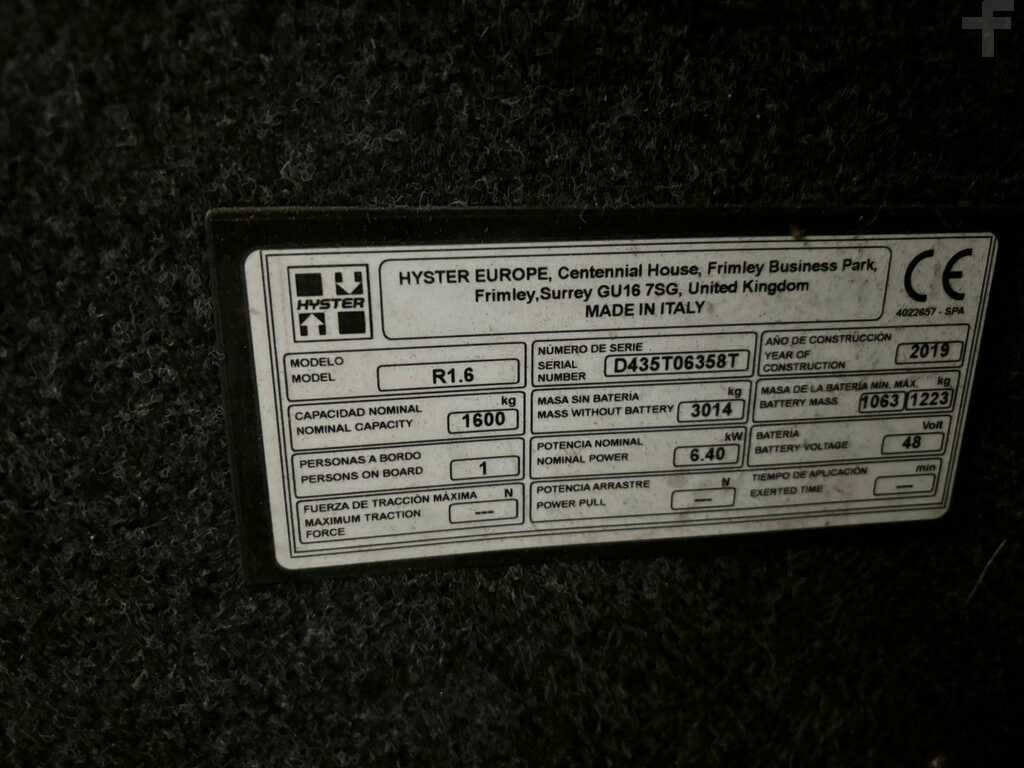 HYSTER
HYSTER EUROPE, Centennial House, Frimley Business Park,
Frimley,Surrey GU16 7SG, United Kingdom
MADE IN ITALY
CE
4022657 - SPA
MODELO
MODEL
R1.6
NÚMERO DE SERIE
SERIAL
NUMBER
D435T06358T
AÑO DE CONSTRUCCIÓN
YEAR OF
CONSTRUCTION
2019
CAPACIDAD NOMINAL
NOMINAL CAPACITY
kg
1600
MASA SIN BATERÍA
MASS WITHOUT BATTERY
kg
3014
MASA DE LA BATERÍA MÍN. MÁX.
BATTERY MASS
kg
1063 1223
PERSONAS A BORDO
PERSONS ON BOARD
1
POTENCIA NOMINAL
NOMINAL POWER
kW
6.40
BATERÍA
BATTERY VOLTAGE
Volt
48
FUERZA DE TRACCIÓN MÁXIMA
MAXIMUM TRACTION
FORCE
N
---
POTENCIA ARRASTRE
POWER PULL
N
---
TIEMPO DE APLICACIÓN
EXERTED TIME
min
---
f